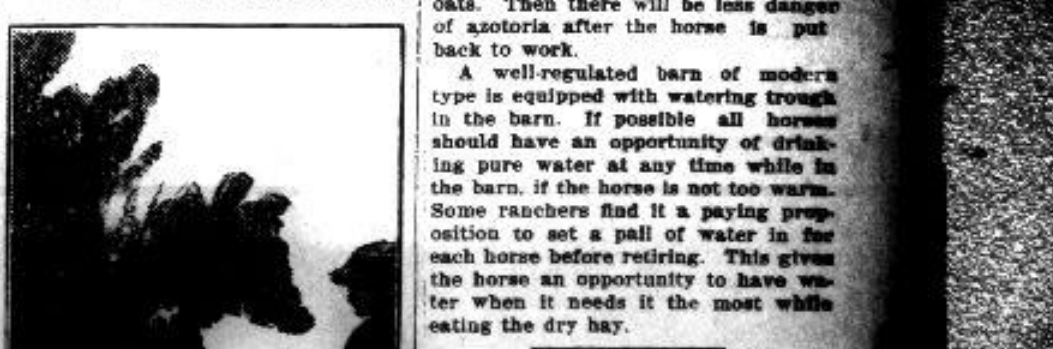 oats. Then there will be less danger
of azotoria after the horse is put
back to work.
A well-regulated barn of modern
type is equipped with watering trough
in the barn. If possible all horses
should have an opportunity of drink-
ing pure water at any time while in
the barn, if the horse is not too warm.
Some ranchers find it a paying prop-
osition to set a pail of water in for
each horse before retiring. This gives
the horse an opportunity to have wa-
ter when it needs it the most while
eating the dry hay.